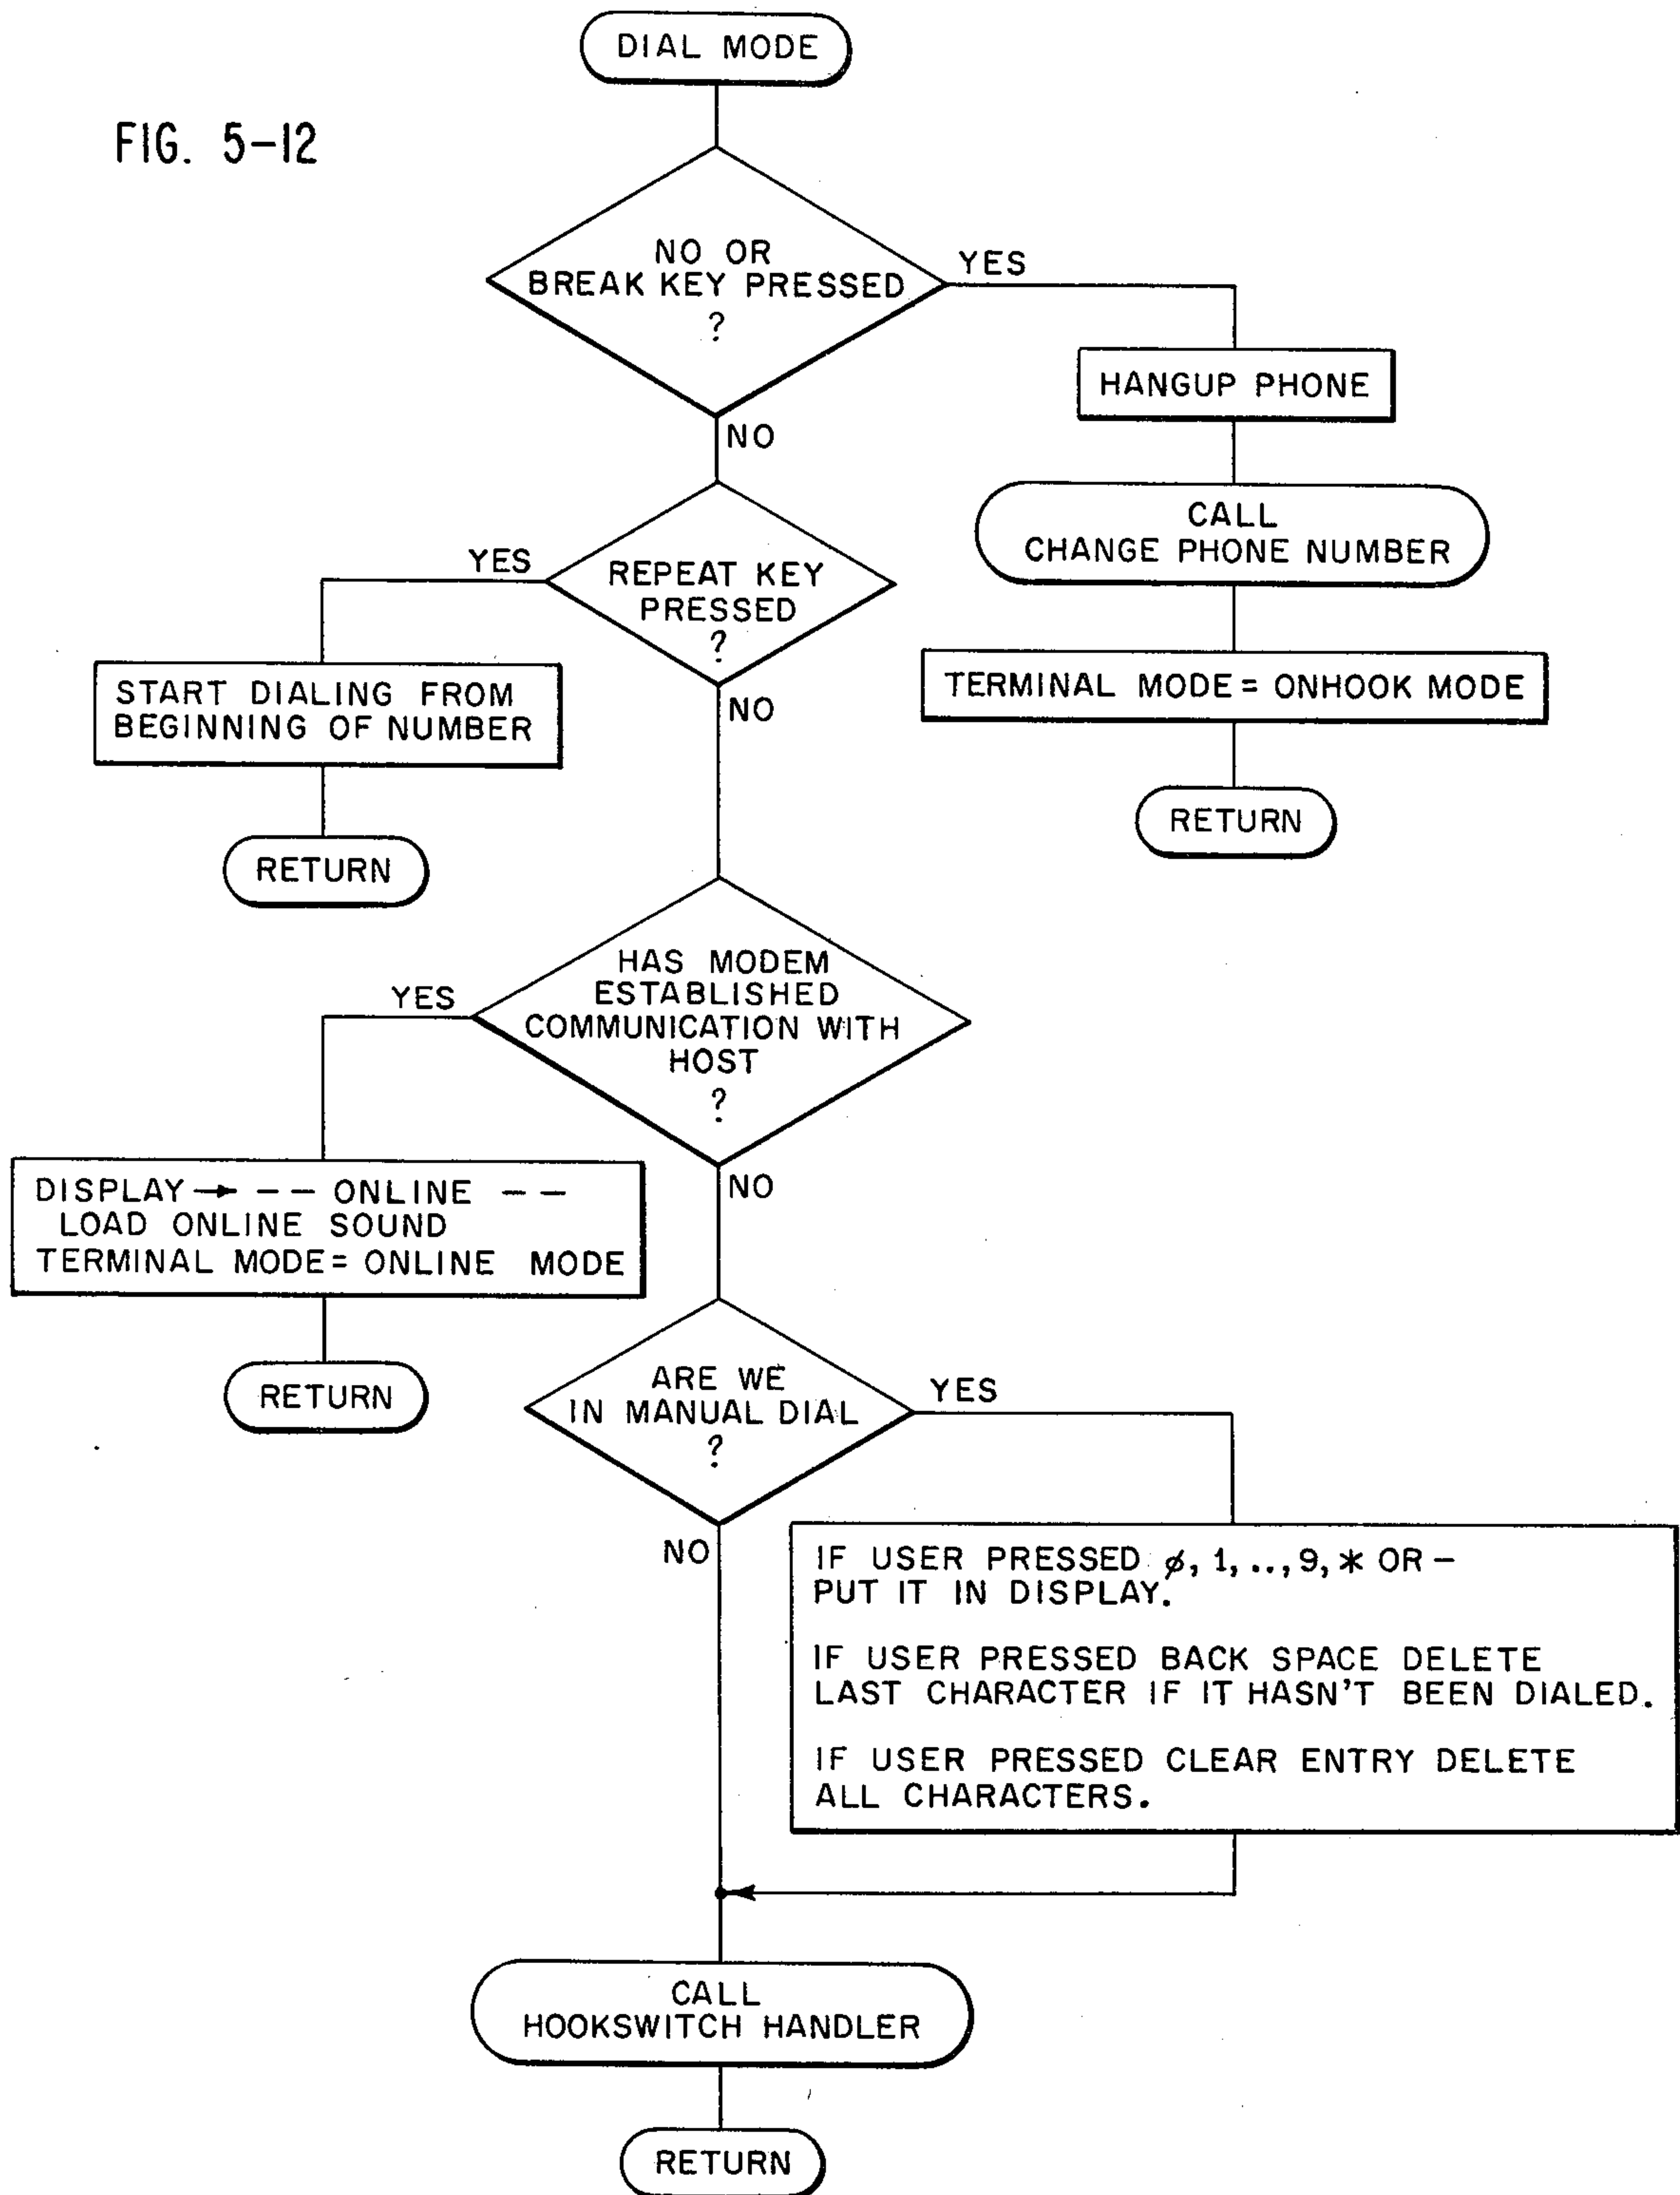 DIAL MODE
FIG. 5-12
NO OR
BREAK KEY PRESSED
?
YES
HANGUP PHONE
NO
CALL
CHANGE PHONE NUMBER
YES
REPEAT KEY
PRESSED
?
START DIALING FROM
BEGINNING OF NUMBER
TERMINAL MODE = ONHOOK MODE
NO
RETURN
RETURN
HAS MODEM
ESTABLISHED
COMMUNICATION WITH
HOST
?
YES
DISPLAY → -- ONLINE --
LOAD ONLINE SOUND
TERMINAL MODE = ONLINE MODE
NO
RETURN
ARE WE
IN MANUAL DIAL
?
YES
NO
IF USER PRESSED ø, 1, .., 9, * OR -
PUT IT IN DISPLAY.
IF USER PRESSED BACK SPACE DELETE
LAST CHARACTER IF IT HASN'T BEEN DIALED.
IF USER PRESSED CLEAR ENTRY DELETE
ALL CHARACTERS.
CALL
HOOKSWITCH HANDLER
RETURN